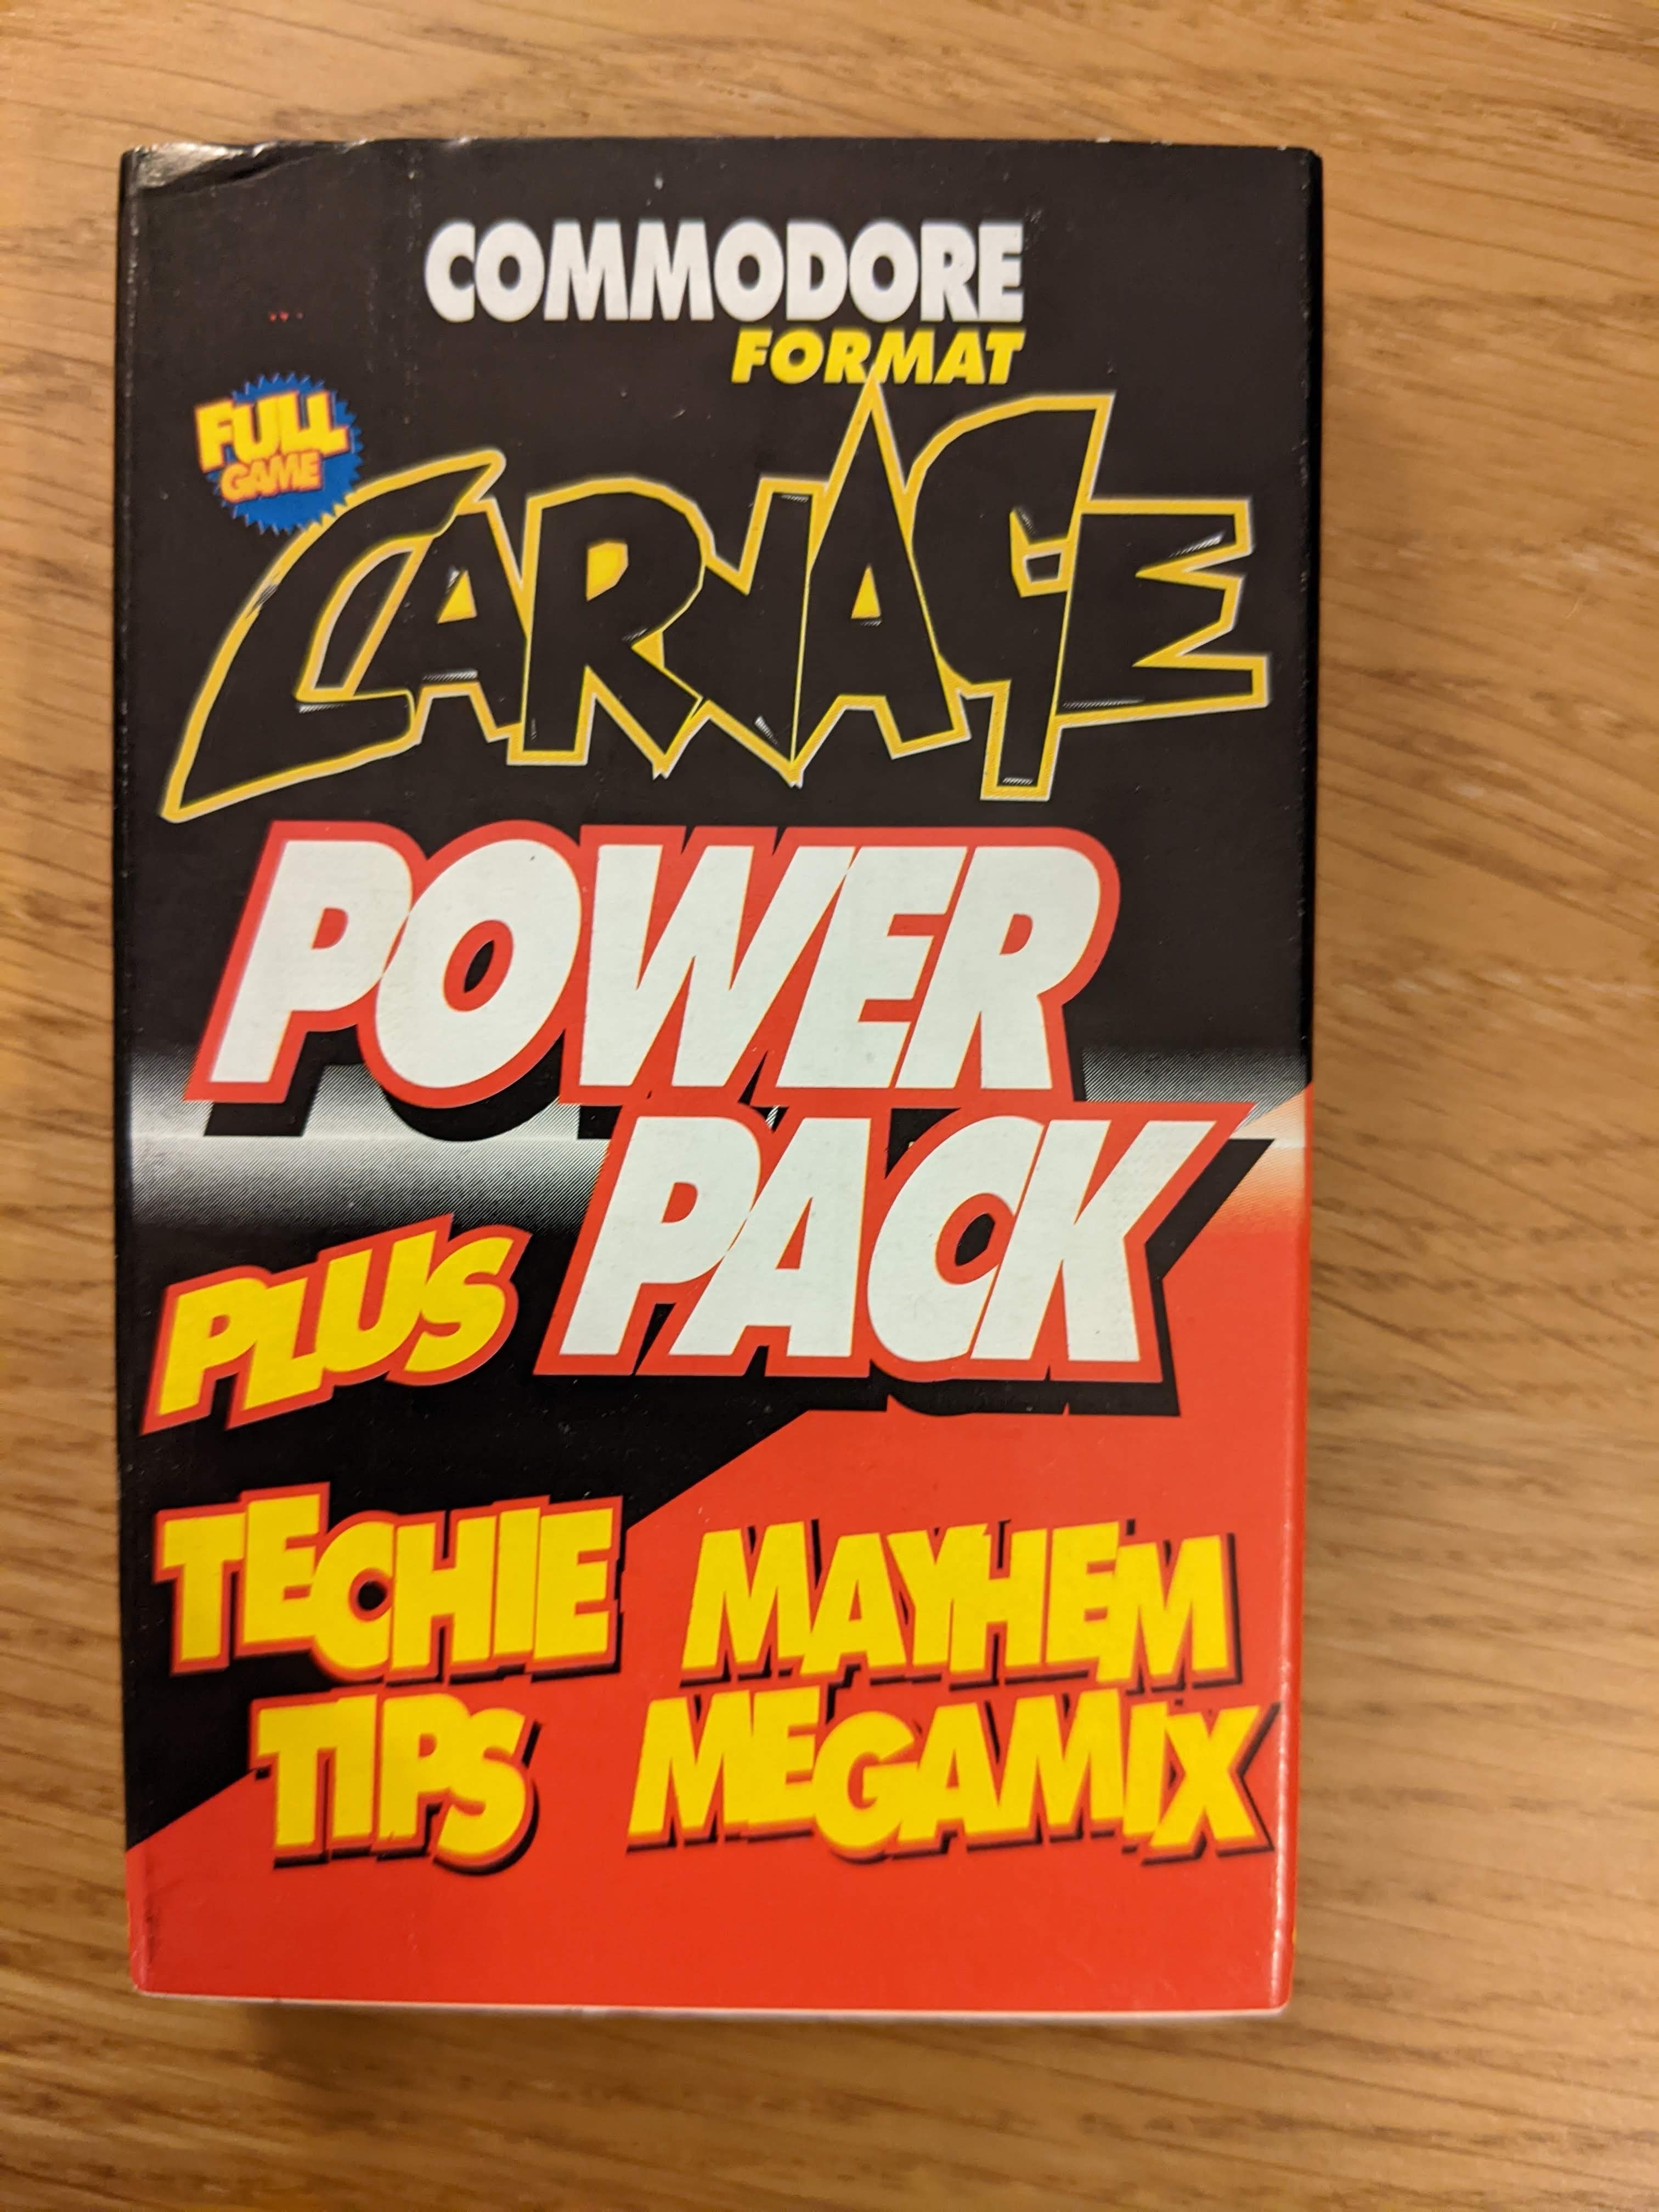 COMMODORE
FORMAT
FULL
GAME
CARNAGE
POWER
PACK
PLUS
TECHIE
TIPS
MAYHEM
MEGAMIX